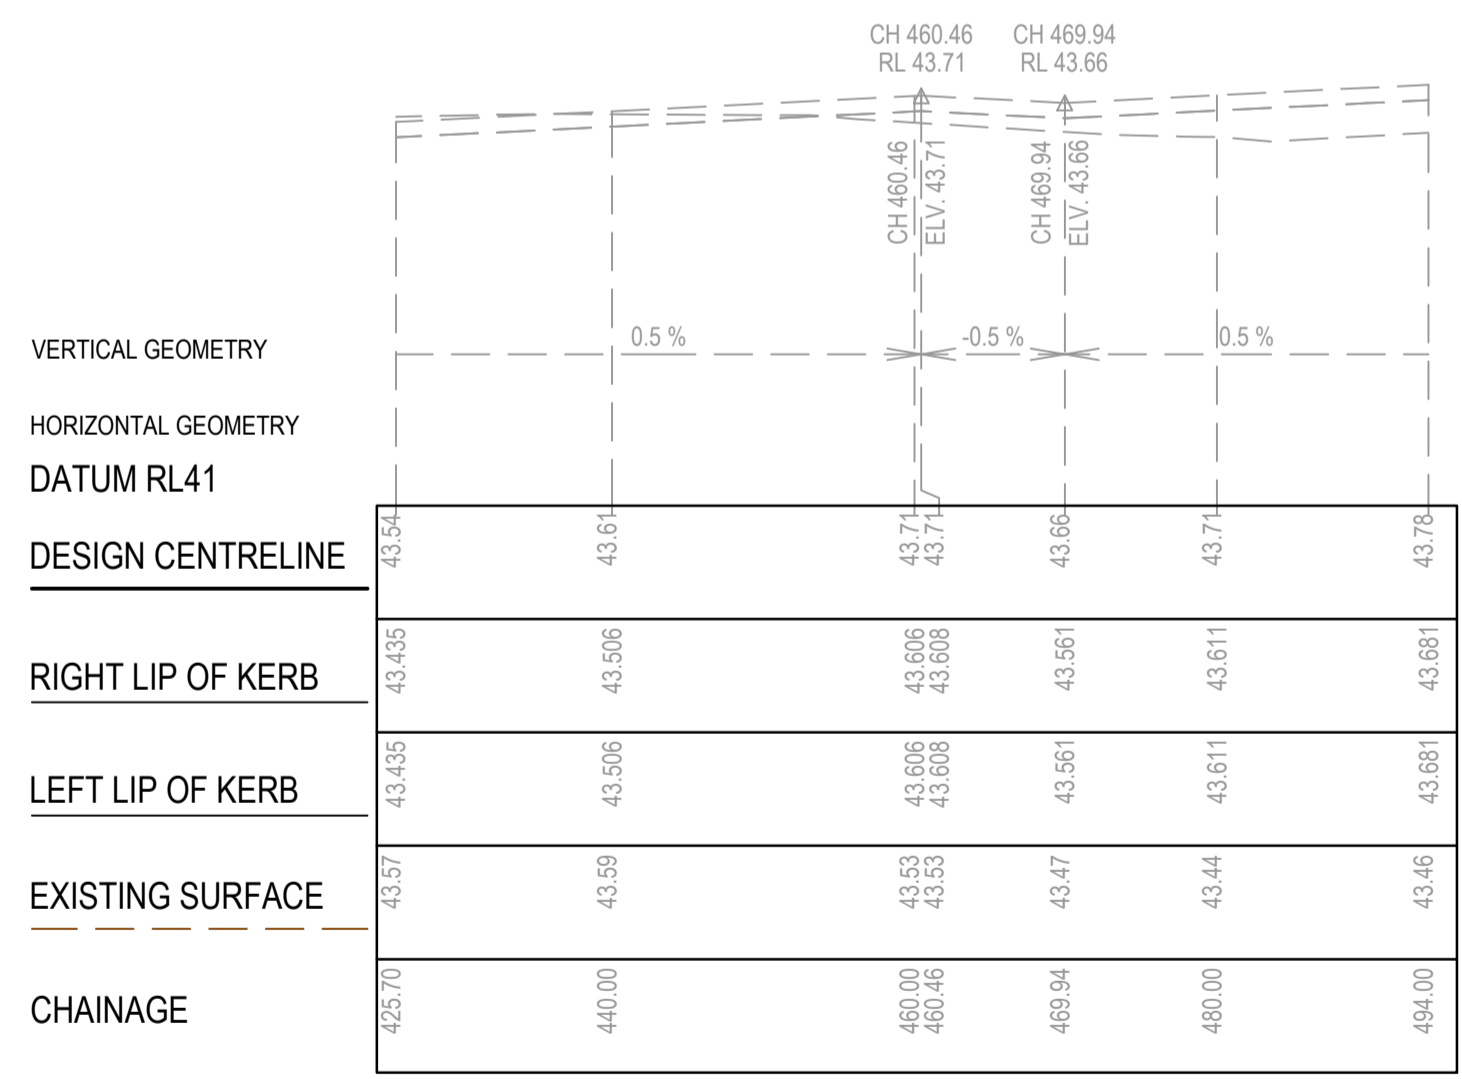 CH 460.46 CH 469.94
RL 43.71 RL 43.66
CH 460.46 ELV. 43.71 CH 469.94 ELV. 43.66
VERTICAL GEOMETRY 0.5 % -0.5 % 0.5 %
HORIZONTAL GEOMETRY
DATUM RL41
DESIGN CENTRELINE 43.54 43.61 43.71 43.71 43.66 43.71 43.78
RIGHT LIP OF KERB 43.435 43.506 43.606 43.608 43.561 43.611 43.681
LEFT LIP OF KERB 43.435 43.506 43.606 43.608 43.561 43.611 43.681
EXISTING SURFACE 43.57 43.59 43.53 43.53 43.47 43.44 43.46
CHAINAGE 425.70 440.00 460.00 460.46 469.94 480.00 494.00